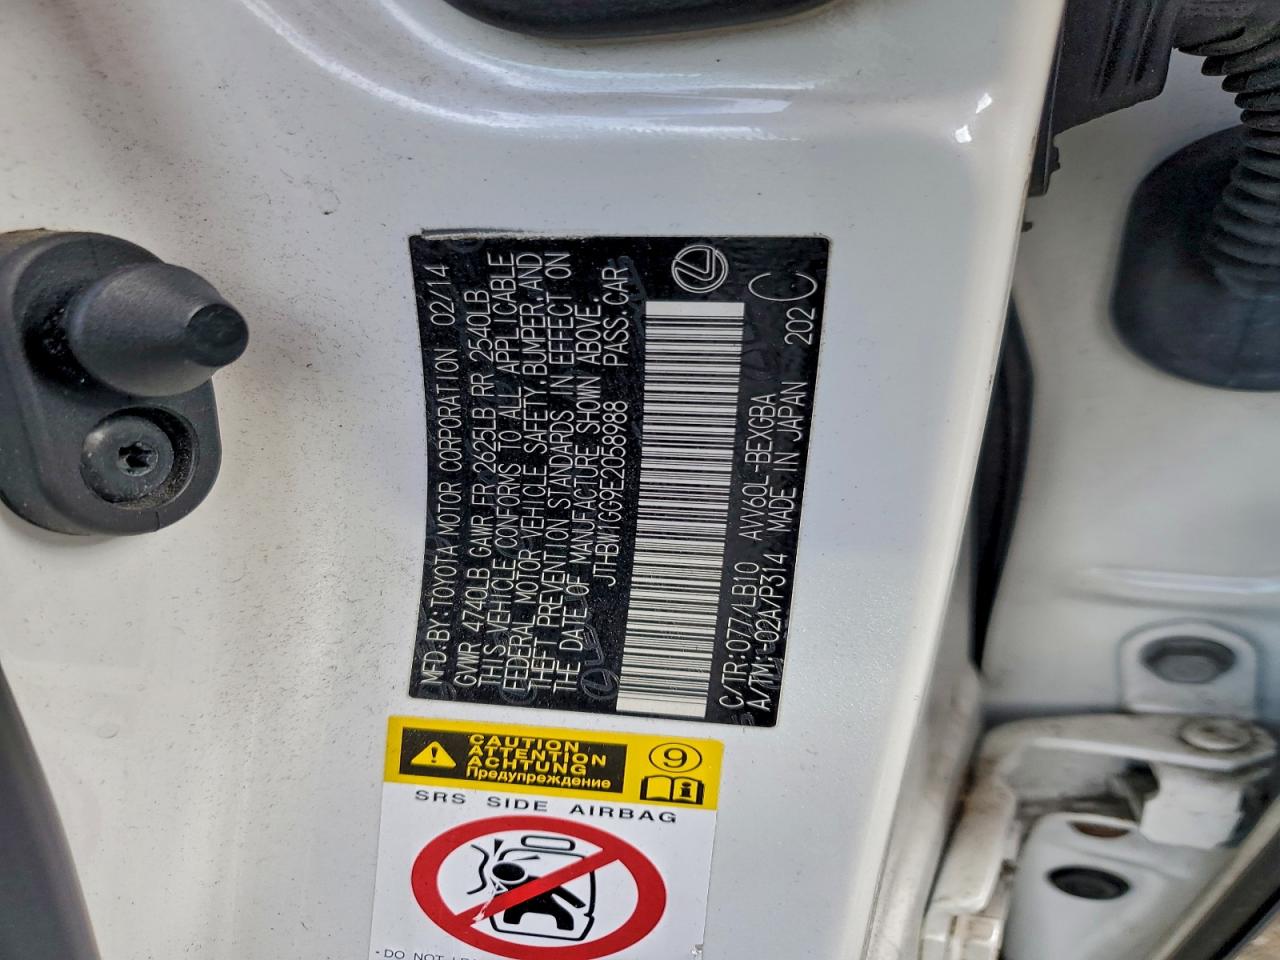 MFD. BY: TOYOTA MOTOR CORPORATION 02/14
GVWR 4740LB GAWR FR 2625LB RR 2540LB
THIS VEHICLE CONFORMS TO ALL APPLICABLE
FEDERAL MOTOR VEHICLE SAFETY, BUMPER, AND
THEFT PREVENTION STANDARDS IN EFFECT ON
THE DATE OF MANUFACTURE SHOWN ABOVE.
JTHBW1GG9E2058988 PASS. CAR
C/TR: 077/LB10 AVV60L-BEXGBA 202 C
A/TM: -02A/P314 MADE IN JAPAN
CAUTION
ATTENTION
ACHTUNG
Предупреждение
9
i
SRS SIDE AIRBAG
- DO NOT